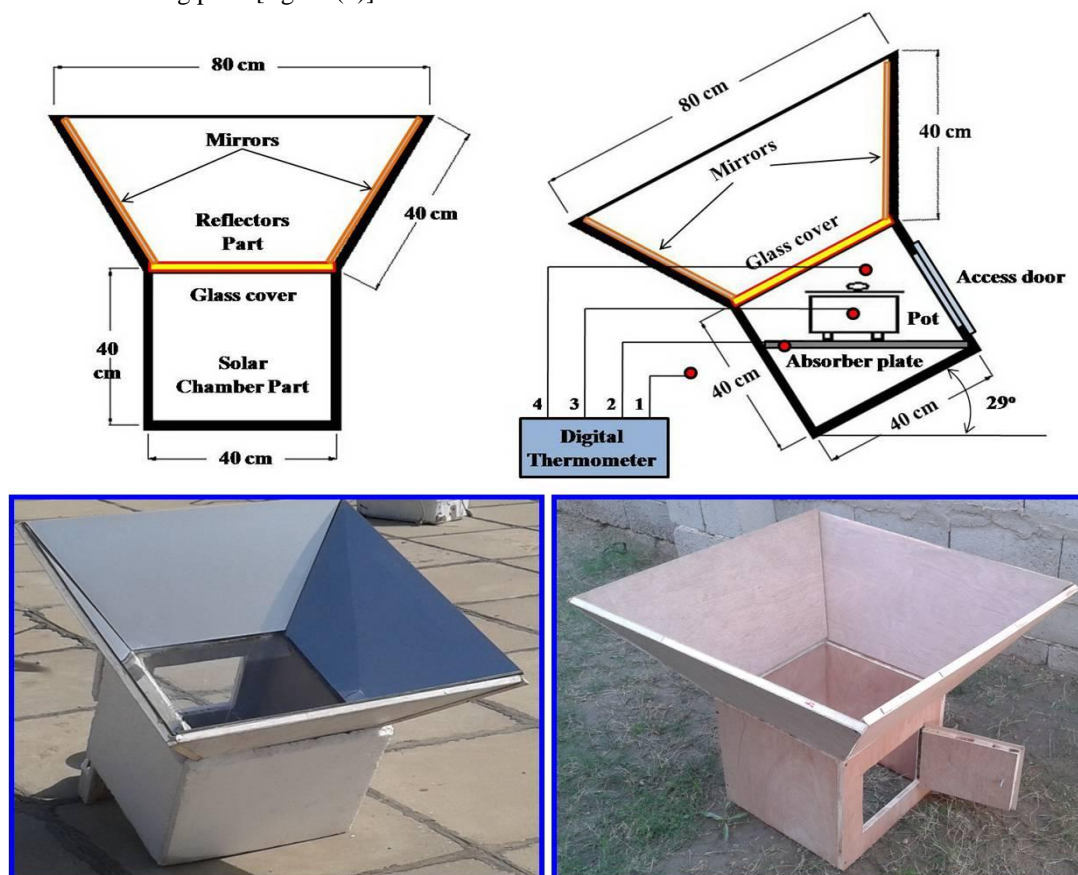 80 cm
Mirrors
40 cm
Reflectors
Part
Glass cover
40
cm
Solar
Chamber Part
40 cm
80 cm
Mirrors
40 cm
Glass cover
Access door
Pot
Absorber plate
40 cm
40 cm
29°
4 3 2 1
Digital
Thermometer